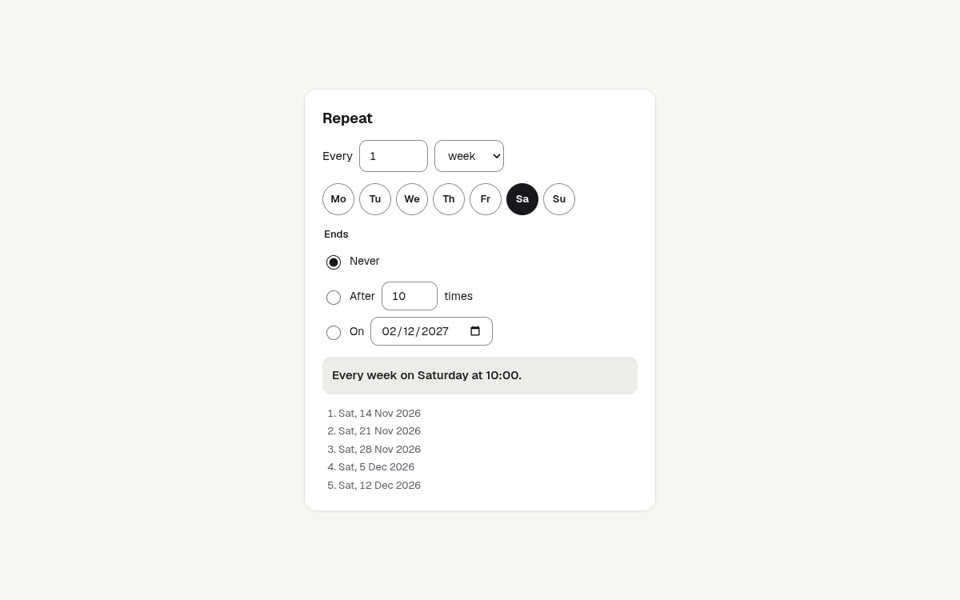 Repeat
Every 1 week
Mo Tu We Th Fr Sa Su
Ends
Never
After 10 times
On 02/12/2027
Every week on Saturday at 10:00.
1. Sat, 14 Nov 2026
2. Sat, 21 Nov 2026
3. Sat, 28 Nov 2026
4. Sat, 5 Dec 2026
5. Sat, 12 Dec 2026